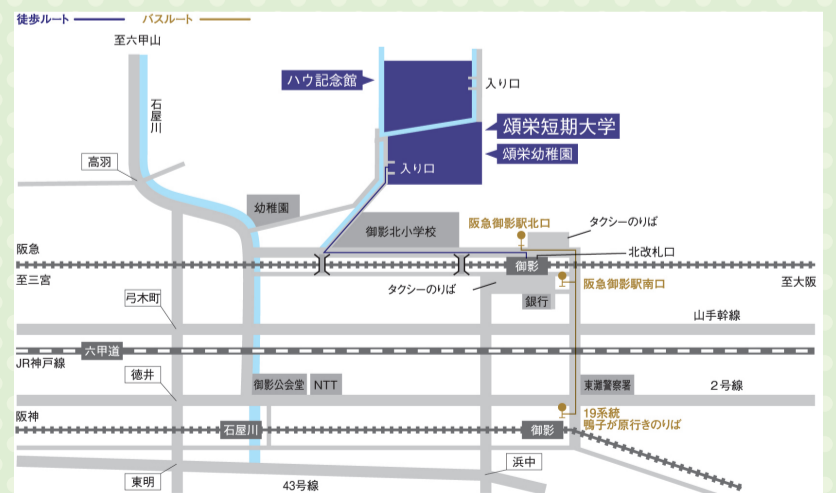 徒歩ルート
バスルート
至六甲山
石屋川
ハウ記念館
入り口
頌栄短期大学
頌栄幼稚園
入り口
高羽
幼稚園
御影北小学校
阪急御影駅北口
タクシーのりば
北改札口
阪急
御影
至三宮
至大阪
タクシーのりば
阪急御影駅南口
銀行
弓木町
山手幹線
六甲道
JR神戸線
徳井
御影公会堂
NTT
東灘警察署
2号線
阪神
19系統
鴨子が原行きのりば
石屋川
御影
浜中
東明
43号線